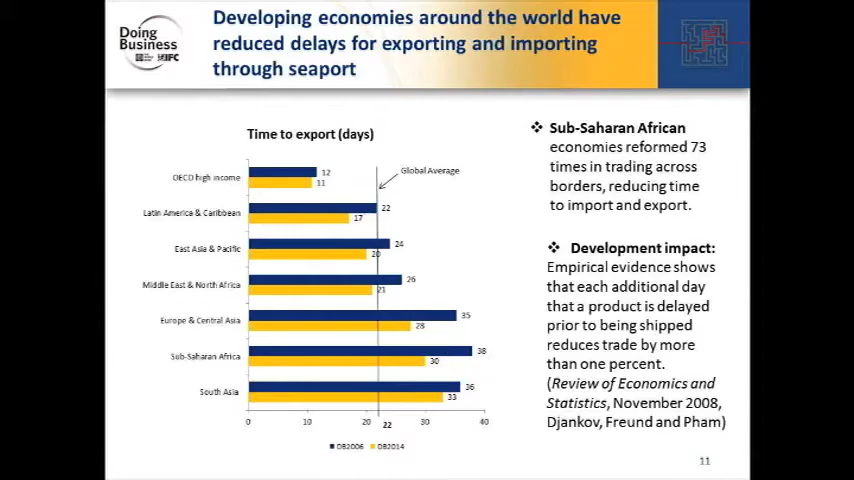 Developing economies around the world have
reduced delays for exporting and importing
through seaport
Doing
Business
IFC
Time to export (days)
OECD high income
12
11
Global Average
Latin America & Caribbean
22
17
East Asia & Pacific
24
20
Middle East & North Africa
26
21
Europe & Central Asia
35
28
Sub-Saharan Africa
38
30
South Asia
36
33
0 10 20 22 30 40
DB2006 DB2014
❖ Sub-Saharan African
economies reformed 73
times in trading across
borders, reducing time
to import and export.
❖ Development impact:
Empirical evidence shows
that each additional day
that a product is delayed
prior to being shipped
reduces trade by more
than one percent.
(Review of Economics and
Statistics, November 2008,
Djankov, Freund and Pham)
11